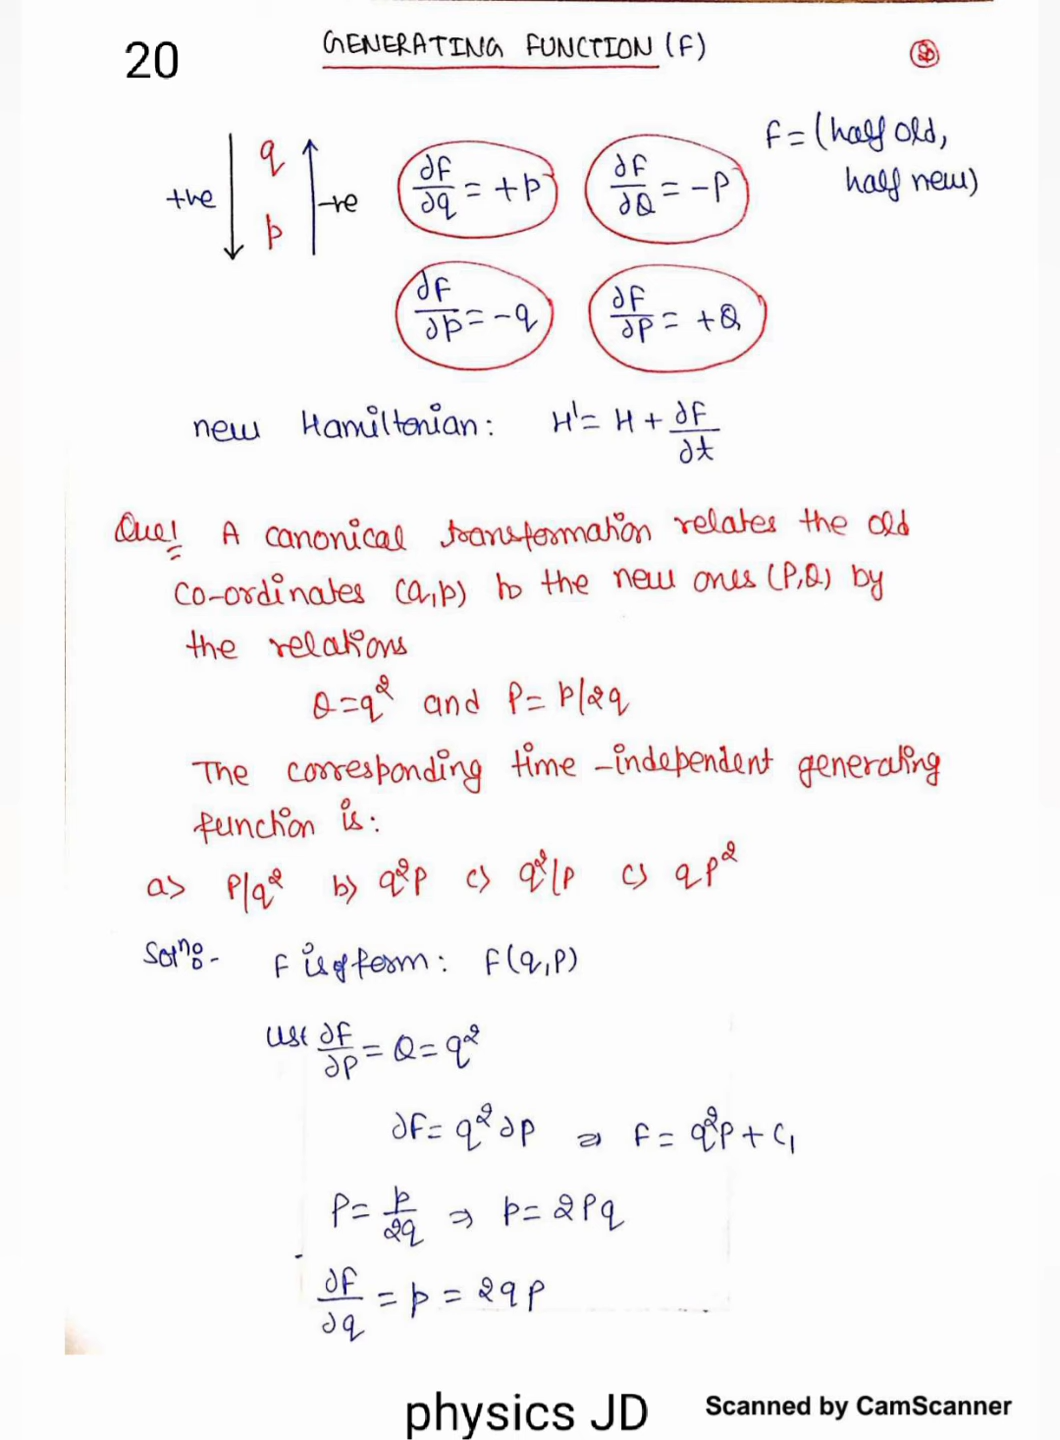 20
GENERATING FUNCTION (F)
+ve q p -ve
∂F/∂q = +p ∂F/∂Q = -P
F = (half old,
half new)
∂F/∂p = -q ∂F/∂P = +Q
new Hamiltonian: H' = H + ∂F/∂t
Que! A canonical transformation relates the old
co-ordinates (q,p) to the new ones (P,Q) by
the relations
Q=q² and P= p/2q
The corresponding time-independent generating
function is:
a> P/q² b) q²P c) q²/P c) qP²
Soln:- F is of form: F(q,P)
use ∂F/∂P = Q = q²
∂F = q²∂P ⇒ F = q²P + C₁
P = p/2q ⇒ p = 2Pq
∂F/∂q = p = 2qP
physics JD
Scanned by CamScanner